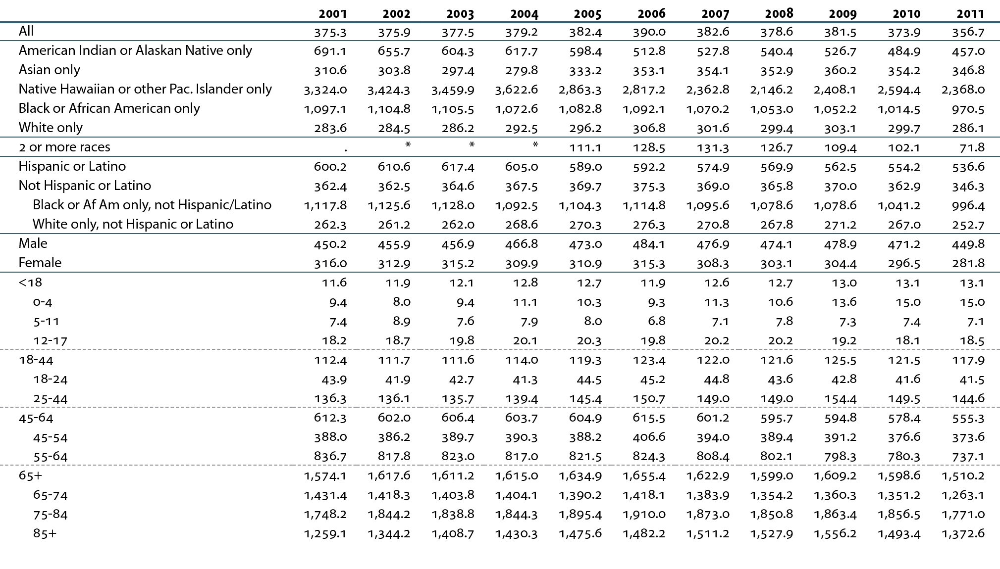 2001 2002 2003 2004 2005 2006 2007 2008 2009 2010 2011
All 375.3 375.9 377.5 379.2 382.4 390.0 382.6 378.6 381.5 373.9 356.7
American Indian or Alaskan Native only 691.1 655.7 604.3 617.7 598.4 512.8 527.8 540.4 526.7 484.9 457.0
Asian only 310.6 303.8 297.4 279.8 333.2 353.1 354.1 352.9 360.2 354.2 346.8
Native Hawaiian or other Pac. Islander only 3,324.0 3,424.3 3,459.9 3,622.6 2,863.3 2,817.2 2,362.8 2,146.2 2,408.1 2,594.4 2,368.0
Black or African American only 1,097.1 1,104.8 1,105.5 1,072.6 1,082.8 1,092.1 1,070.2 1,053.0 1,052.2 1,014.5 970.5
White only 283.6 284.5 286.2 292.5 296.2 306.8 301.6 299.4 303.1 299.7 286.1
2 or more races . * * * 111.1 128.5 131.3 126.7 109.4 102.1 71.8
Hispanic or Latino 600.2 610.6 617.4 605.0 589.0 592.2 574.9 569.9 562.5 554.2 536.6
Not Hispanic or Latino 362.4 362.5 364.6 367.5 369.7 375.3 369.0 365.8 370.0 362.9 346.3
Black or Af Am only, not Hispanic/Latino 1,117.8 1,125.6 1,128.0 1,092.5 1,104.3 1,114.8 1,095.6 1,078.6 1,078.6 1,041.2 996.4
White only, not Hispanic or Latino 262.3 261.2 262.0 268.6 270.3 276.3 270.8 267.8 271.2 267.0 252.7
Male 450.2 455.9 456.9 466.8 473.0 484.1 476.9 474.1 478.9 471.2 449.8
Female 316.0 312.9 315.2 309.9 310.9 315.3 308.3 303.1 304.4 296.5 281.8
<18 11.6 11.9 12.1 12.8 12.7 11.9 12.6 12.7 13.0 13.1 13.1
0-4 9.4 8.0 9.4 11.1 10.3 9.3 11.3 10.6 13.6 15.0 15.0
5-11 7.4 8.9 7.6 7.9 8.0 6.8 7.1 7.8 7.3 7.4 7.1
12-17 18.2 18.7 19.8 20.1 20.3 19.8 20.2 20.2 19.2 18.1 18.5
18-44 112.4 111.7 111.6 114.0 119.3 123.4 122.0 121.6 125.5 121.5 117.9
18-24 43.9 41.9 42.7 41.3 44.5 45.2 44.8 43.6 42.8 41.6 41.5
25-44 136.3 136.1 135.7 139.4 145.4 150.7 149.0 149.0 154.4 149.5 144.6
45-64 612.3 602.0 606.4 603.7 604.9 615.5 601.2 595.7 594.8 578.4 555.3
45-54 388.0 386.2 389.7 390.3 388.2 406.6 394.0 389.4 391.2 376.6 373.6
55-64 836.7 817.8 823.0 817.0 821.5 824.3 808.4 802.1 798.3 780.3 737.1
65+ 1,574.1 1,617.6 1,611.2 1,615.0 1,634.9 1,655.4 1,622.9 1,599.0 1,609.2 1,598.6 1,510.2
65-74 1,431.4 1,418.3 1,403.8 1,404.1 1,390.2 1,418.1 1,383.9 1,354.2 1,360.3 1,351.2 1,263.1
75-84 1,748.2 1,844.2 1,838.8 1,844.3 1,895.4 1,910.0 1,873.0 1,850.8 1,863.4 1,856.5 1,771.0
85+ 1,259.1 1,344.2 1,408.7 1,430.3 1,475.6 1,482.2 1,511.2 1,527.9 1,556.2 1,493.4 1,372.6